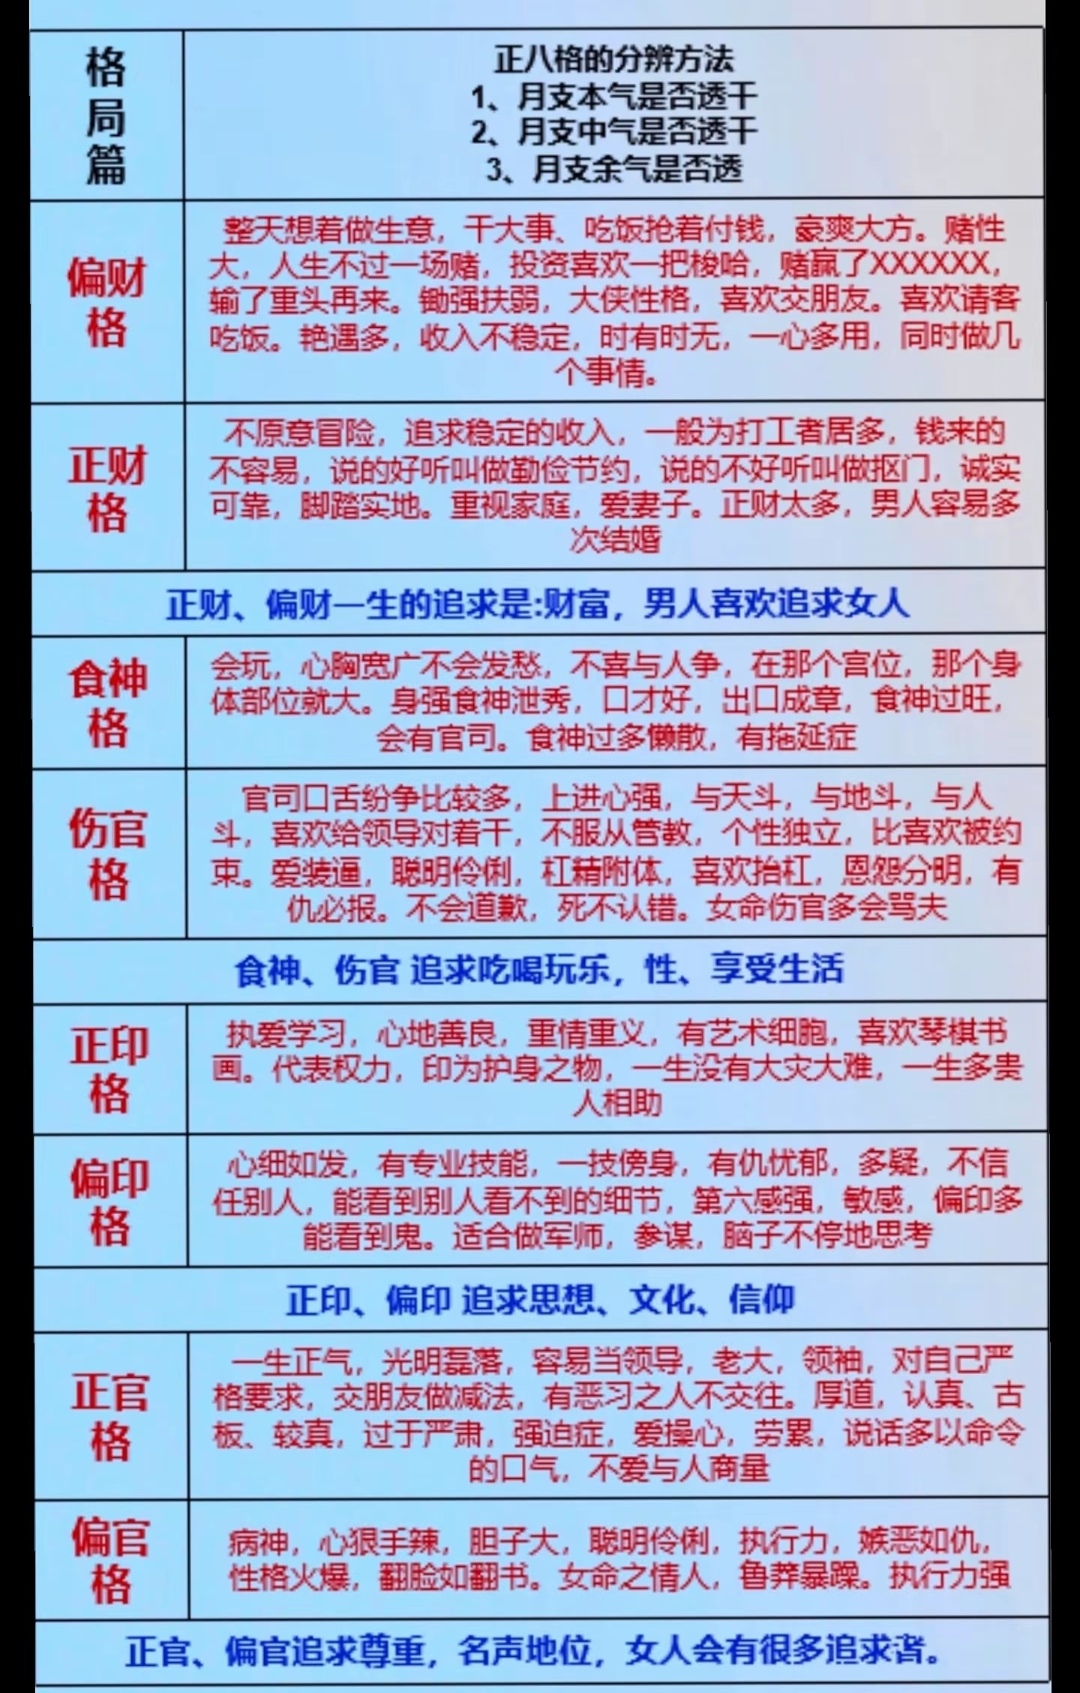 格
局
篇
正八格的分辨方法
1、月支本气是否透干
2、月支中气是否透干
3、月支余气是否透
偏财
格
整天想着做生意，干大事、吃饭抢着付钱，豪爽大方。赌性
大，人生不过一场赌，投资喜欢一把梭哈，赌赢了XXXXXX，
输了重头再来。锄强扶弱，大侠性格，喜欢交朋友。喜欢请客
吃饭。艳遇多，收入不稳定，时有时无，一心多用，同时做几
个事情。
正财
格
不原意冒险，追求稳定的收入，一般为打工者居多，钱来的
不容易，说的好听叫做勤俭节约，说的不好听叫做抠门，诚实
可靠，脚踏实地。重视家庭，爱妻子。正财太多，男人容易多
次结婚
正财、偏财一生的追求是:财富，男人喜欢追求女人
食神
格
会玩，心胸宽广不会发愁，不喜与人争，在那个宫位，那个身
体部位就大。身强食神泄秀，口才好，出口成章，食神过旺，
会有官司。食神过多懒散，有拖延症
伤官
格
官司口舌纷争比较多，上进心强，与天斗，与地斗，与人
斗，喜欢给领导对着干，不服从管教，个性独立，比喜欢被约
束。爱装逼，聪明伶俐，杠精附体，喜欢抬杠，恩怨分明，有
仇必报。不会道歉，死不认错。女命伤官多会骂夫
食神、伤官 追求吃喝玩乐，性、享受生活
正印
格
执爱学习，心地善良，重情重义，有艺术细胞，喜欢琴棋书
画。代表权力，印为护身之物，一生没有大灾大难，一生多贵
人相助
偏印
格
心细如发，有专业技能，一技傍身，有仇忧郁，多疑，不信
任别人，能看到别人看不到的细节，第六感强，敏感，偏印多
能看到鬼。适合做军师，参谋，脑子不停地思考
正印、偏印 追求思想、文化、信仰
正官
格
一生正气，光明磊落，容易当领导，老大，领袖，对自己严
格要求，交朋友做减法，有恶习之人不交往。厚道，认真、古
板、较真，过于严肃，强迫症，爱操心，劳累，说话多以命令
的口气，不爱与人商量
偏官
格
病神，心狠手辣，胆子大，聪明伶俐，执行力，嫉恶如仇，
性格火爆，翻脸如翻书。女命之情人，鲁莽暴躁。执行力强
正官、偏官追求尊重，名声地位，女人会有很多追求者。